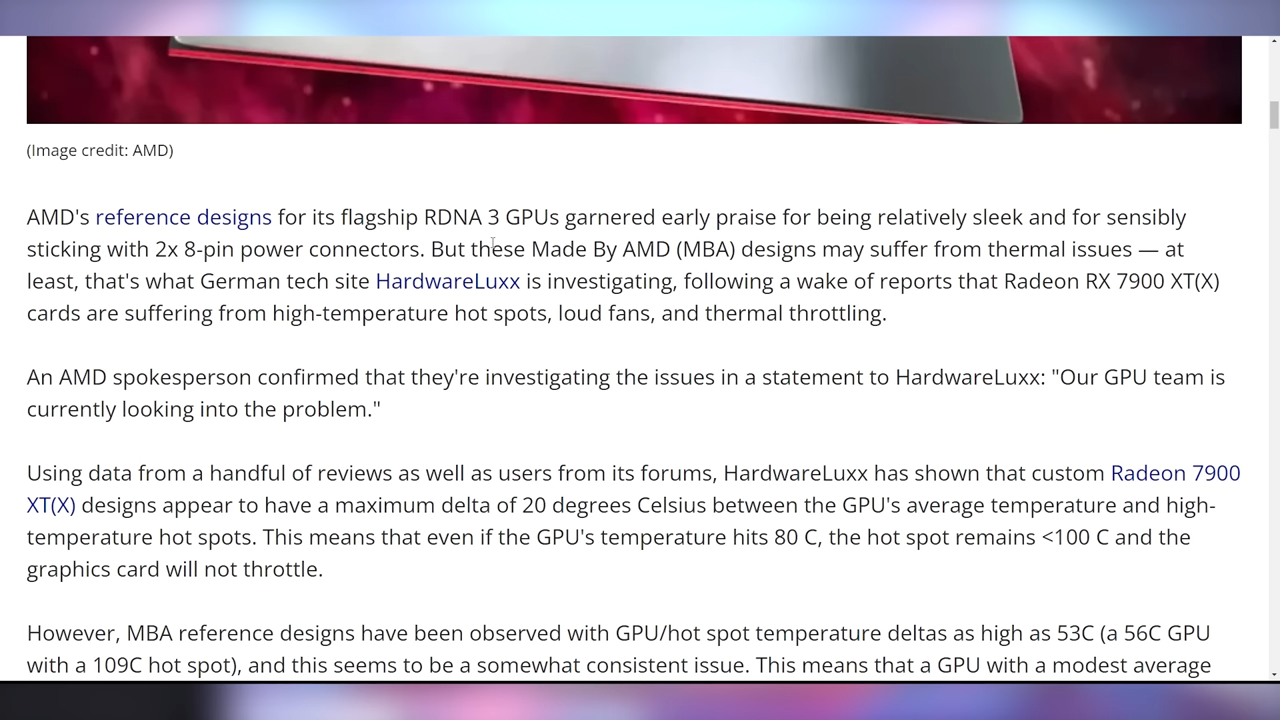 (Image credit: AMD)
AMD's reference designs for its flagship RDNA 3 GPUs garnered early praise for being relatively sleek and for sensibly
sticking with 2x 8-pin power connectors. But these Made By AMD (MBA) designs may suffer from thermal issues — at
least, that's what German tech site HardwareLuxx is investigating, following a wake of reports that Radeon RX 7900 XT(X)
cards are suffering from high-temperature hot spots, loud fans, and thermal throttling.
An AMD spokesperson confirmed that they're investigating the issues in a statement to HardwareLuxx: "Our GPU team is
currently looking into the problem."
Using data from a handful of reviews as well as users from its forums, HardwareLuxx has shown that custom Radeon 7900
XT(X) designs appear to have a maximum delta of 20 degrees Celsius between the GPU's average temperature and high-
temperature hot spots. This means that even if the GPU's temperature hits 80 C, the hot spot remains <100 C and the
graphics card will not throttle.
However, MBA reference designs have been observed with GPU/hot spot temperature deltas as high as 53C (a 56C GPU
with a 109C hot spot), and this seems to be a somewhat consistent issue. This means that a GPU with a modest average